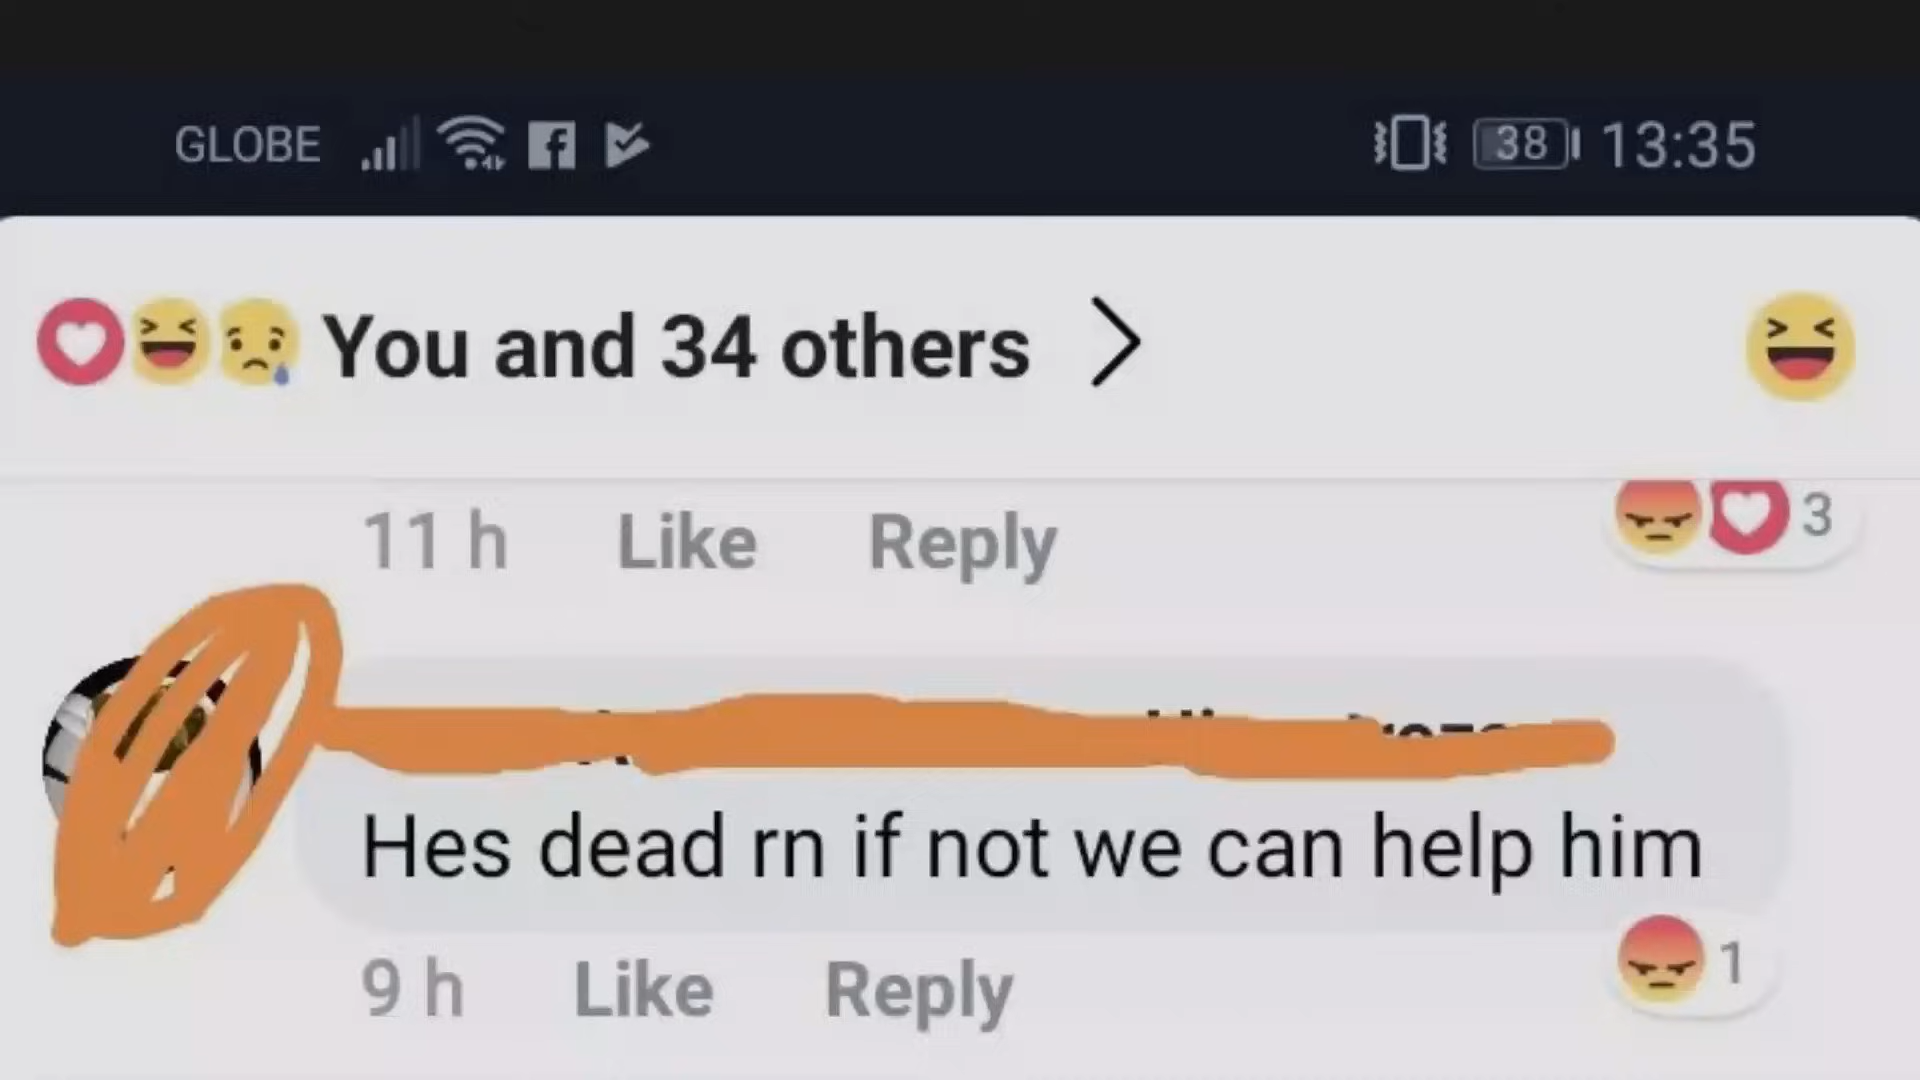 GLOBE 38 13:35
You and 34 others
11 h Like Reply 3
Hes dead rn if not we can help him
9 h Like Reply 1